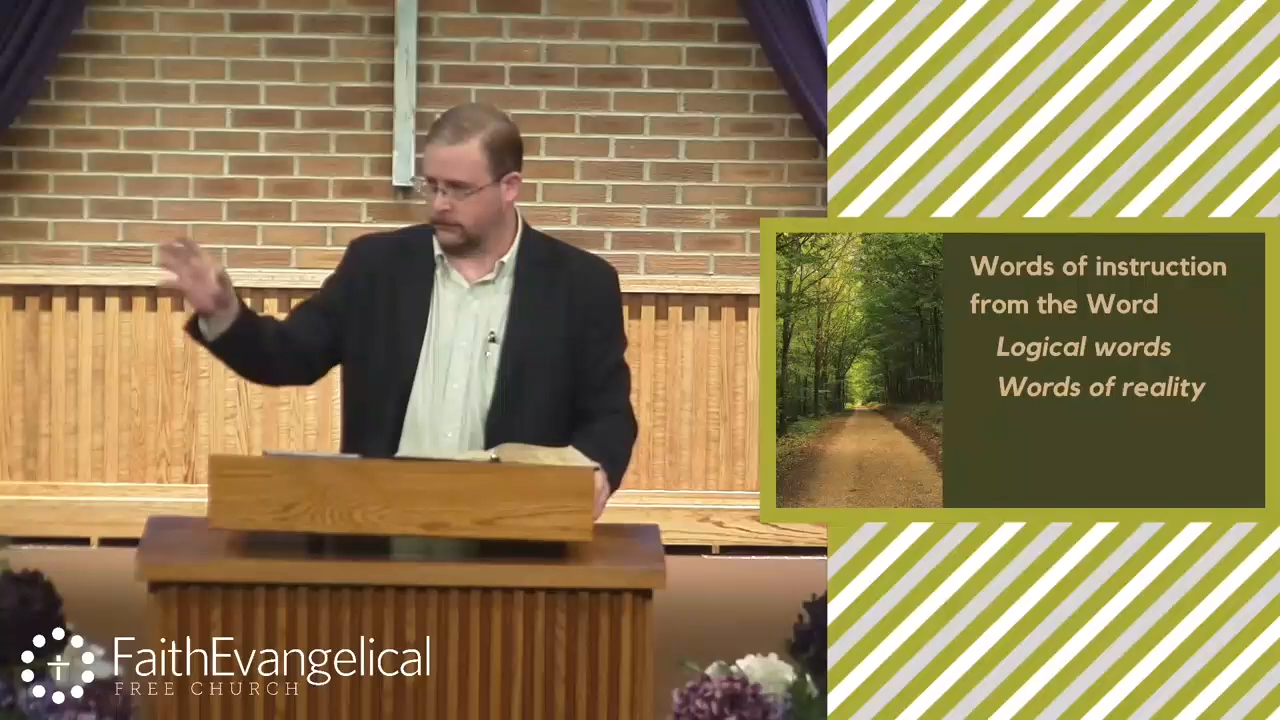 Words of instruction
from the Word
Logical words
Words of reality
FaithEvangelical
FREE CHURCH